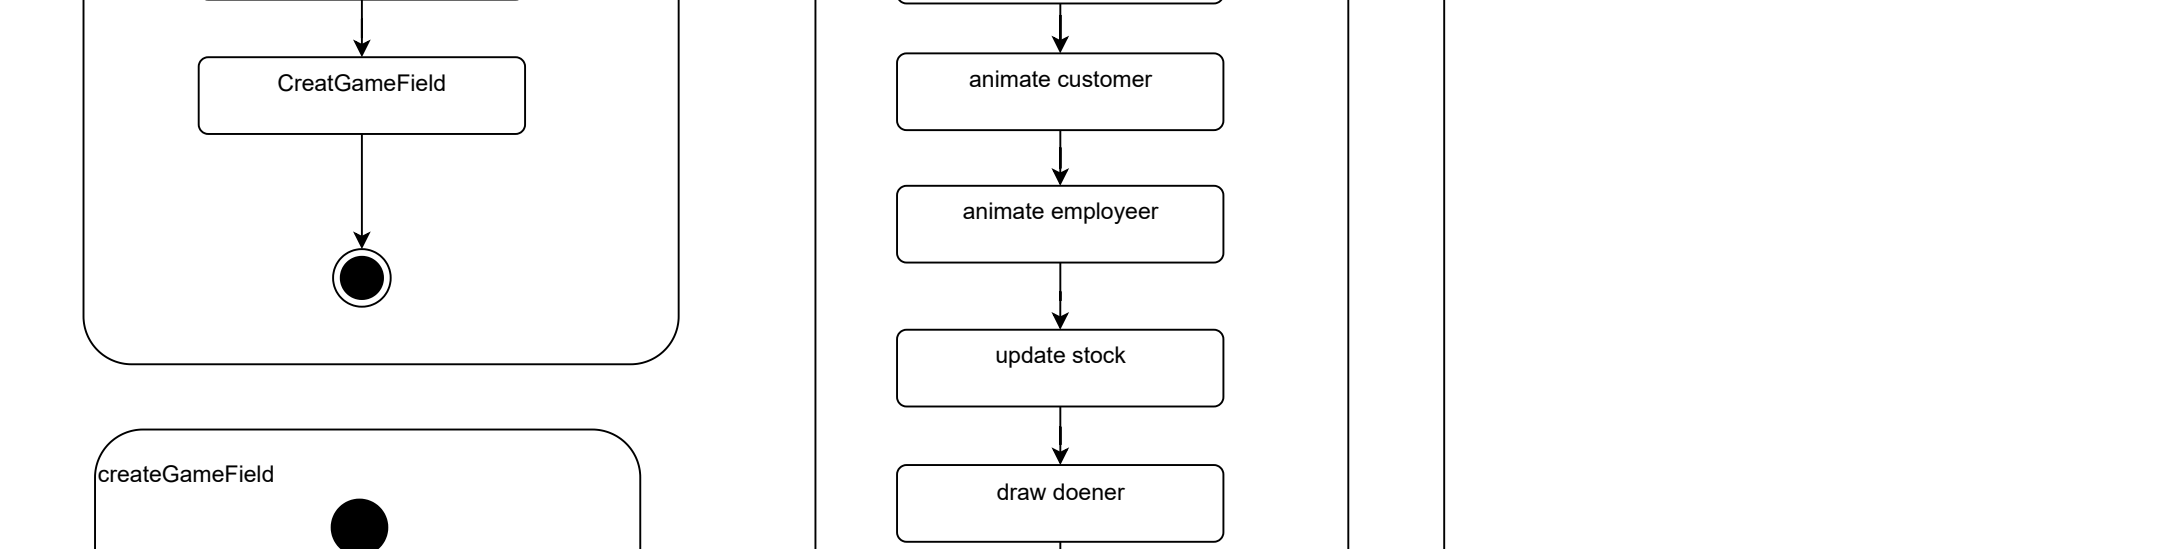 CreatGameField
createGameField
animate customer
animate employeer
update stock
draw doener